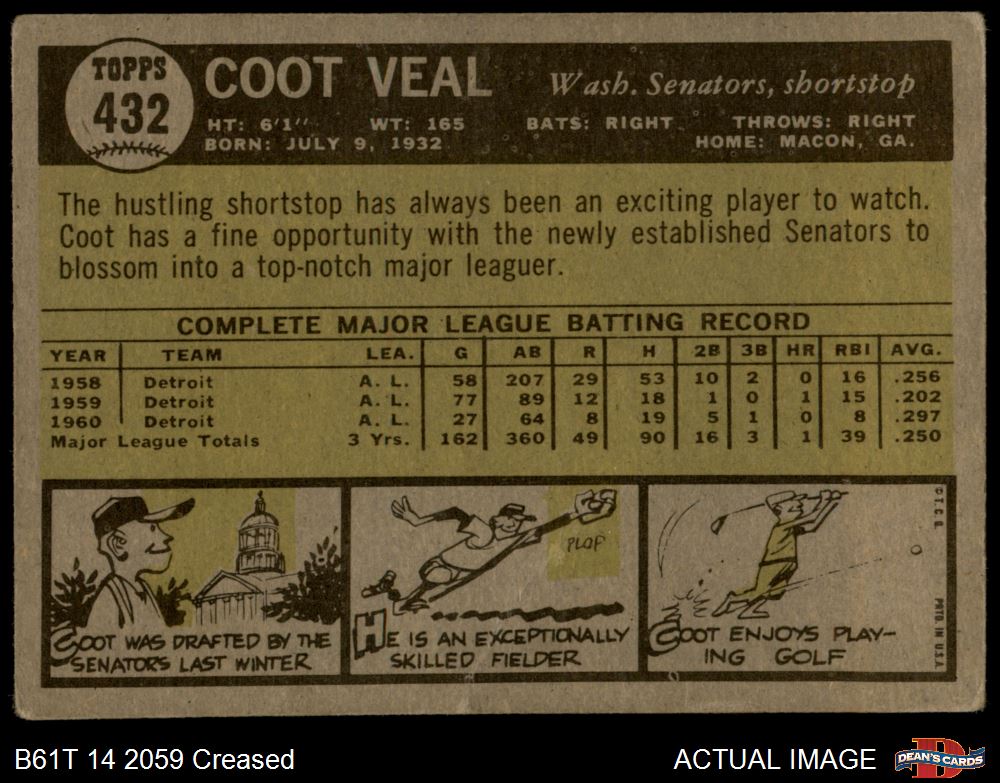 TOPPS
432
COOT VEAL
Wash. Senators, shortstop
HT: 6'1" WT: 165 BATS: RIGHT THROWS: RIGHT
BORN: JULY 9, 1932 HOME: MACON, GA.
The hustling shortstop has always been an exciting player to watch.
Coot has a fine opportunity with the newly established Senators to
blossom into a top-notch major leaguer.
COMPLETE MAJOR LEAGUE BATTING RECORD
YEAR TEAM LEA. G AB R H 2B 3B HR RBI AVG.
1958 Detroit A. L. 58 207 29 53 10 2 0 16 .256
1959 Detroit A. L. 77 89 12 18 1 0 1 15 .202
1960 Detroit A. L. 27 64 8 19 5 1 0 8 .297
Major League Totals 3 Yrs. 162 360 49 90 16 3 1 39 .250
COOT WAS DRAFTED BY THE
SENATORS LAST WINTER
PLOP
HE IS AN EXCEPTIONALLY
SKILLED FIELDER
COOT ENJOYS PLAY-
ING GOLF
© T. C. G.
PRTD. IN U.S.A.
B61T 14 2059 Creased
ACTUAL IMAGE
DEAN'S CARDS